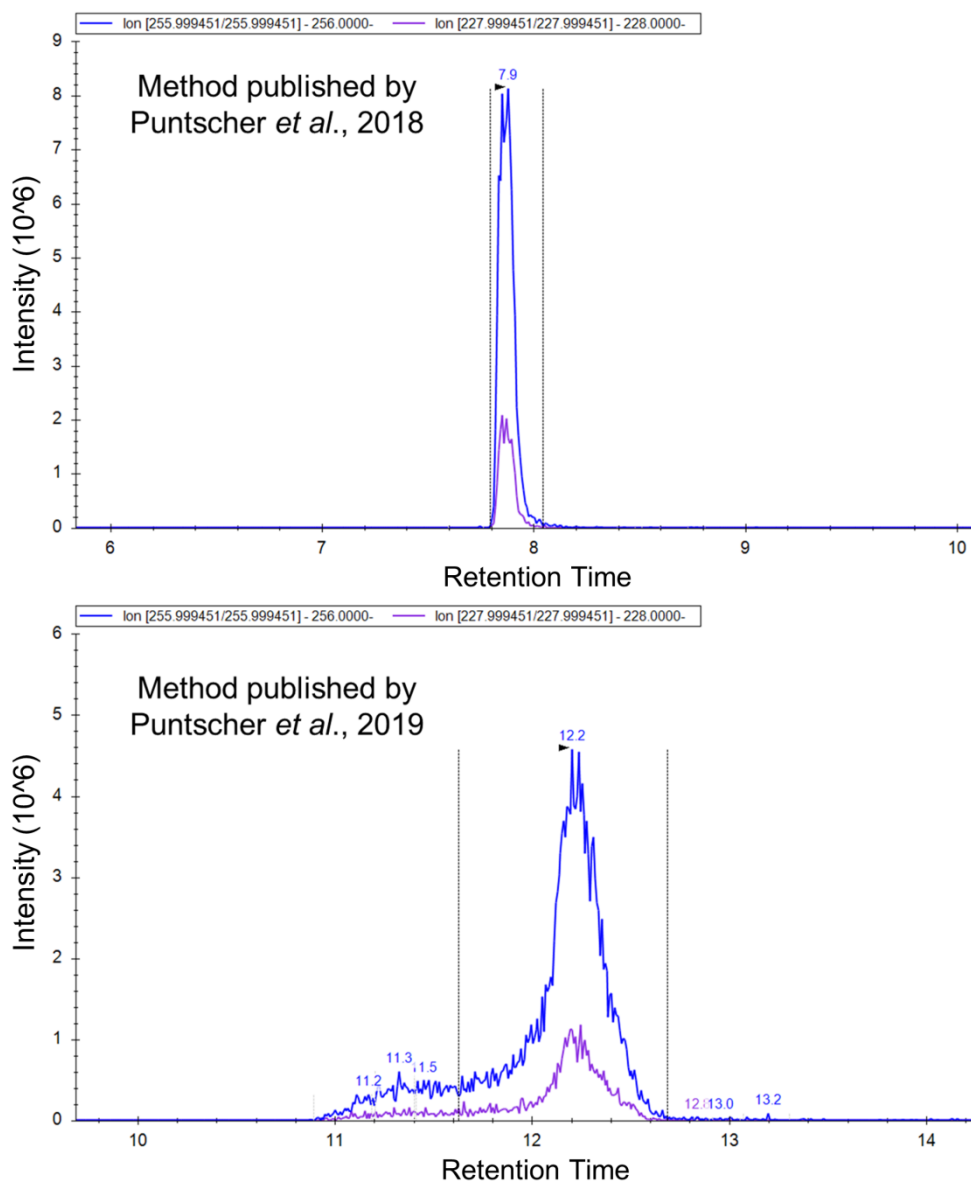 Ion [255.999451/255.999451] - 256.0000-  Ion [227.999451/227.999451] - 228.0000-
9
8
7
6
5
4
3
2
1
0
Intensity (10^6)
Method published by
Puntscher et al., 2018
7.9
6 7 8 9 10
Retention Time
Ion [255.999451/255.999451] - 256.0000-  Ion [227.999451/227.999451] - 228.0000-
6
5
4
3
2
1
0
Intensity (10^6)
Method published by
Puntscher et al., 2019
12.2
11.3
11.5
11.2
13.2
12.8 13.0
10 11 12 13 14
Retention Time